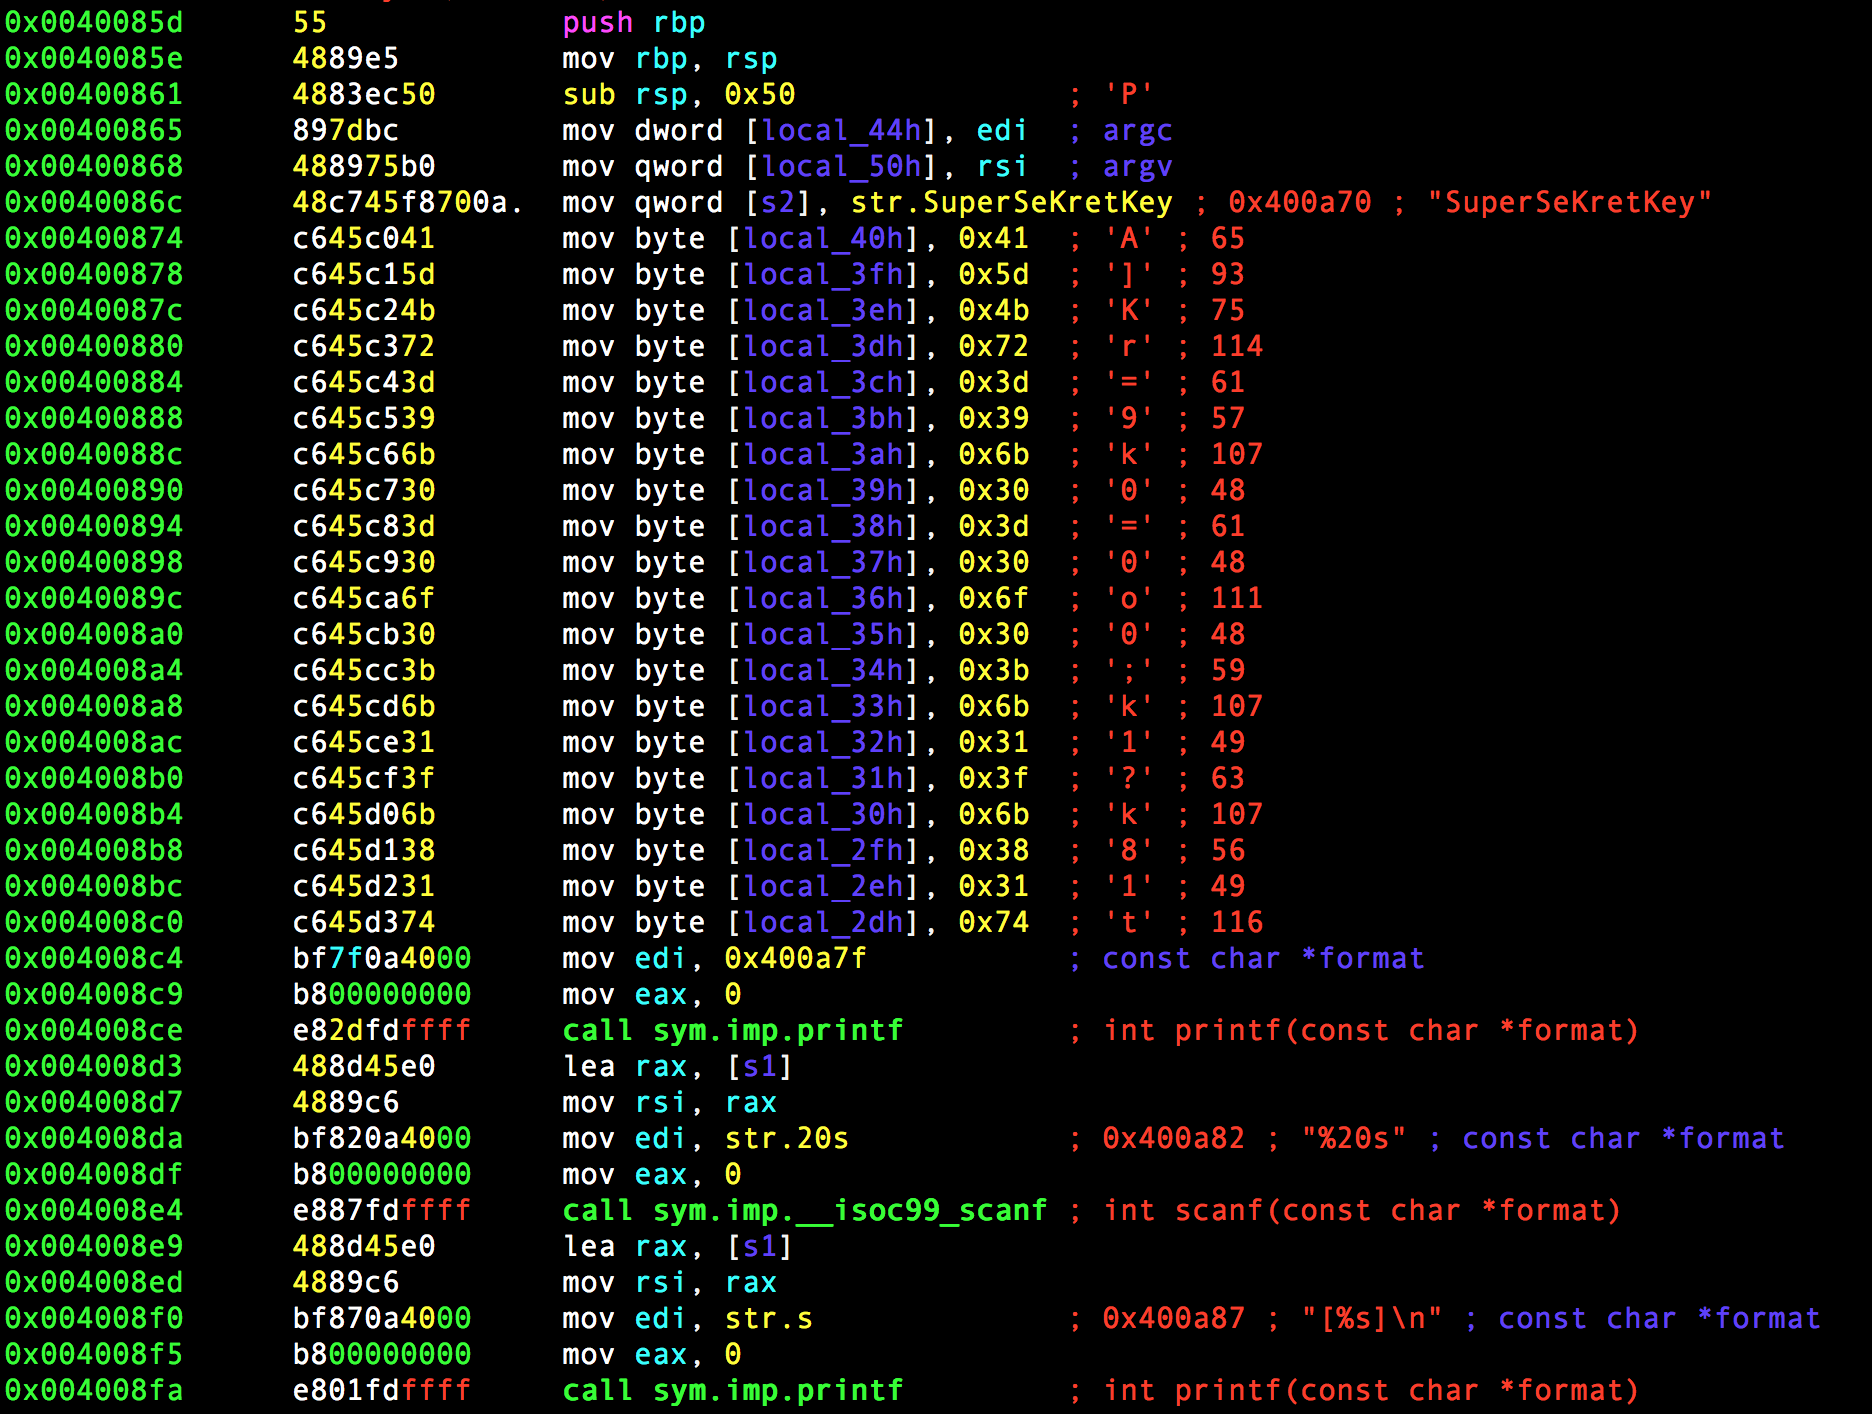 0x0040085d 55 push rbp
0x0040085e 4889e5 mov rbp, rsp
0x00400861 4883ec50 sub rsp, 0x50 ; 'P'
0x00400865 897dbc mov dword [local_44h], edi ; argc
0x00400868 488975b0 mov qword [local_50h], rsi ; argv
0x0040086c 48c745f8700a. mov qword [s2], str.SuperSeKretKey ; 0x400a70 ; "SuperSeKretKey"
0x00400874 c645c041 mov byte [local_40h], 0x41 ; 'A' ; 65
0x00400878 c645c15d mov byte [local_3fh], 0x5d ; ']' ; 93
0x0040087c c645c24b mov byte [local_3eh], 0x4b ; 'K' ; 75
0x00400880 c645c372 mov byte [local_3dh], 0x72 ; 'r' ; 114
0x00400884 c645c43d mov byte [local_3ch], 0x3d ; '=' ; 61
0x00400888 c645c539 mov byte [local_3bh], 0x39 ; '9' ; 57
0x0040088c c645c66b mov byte [local_3ah], 0x6b ; 'k' ; 107
0x00400890 c645c730 mov byte [local_39h], 0x30 ; '0' ; 48
0x00400894 c645c83d mov byte [local_38h], 0x3d ; '=' ; 61
0x00400898 c645c930 mov byte [local_37h], 0x30 ; '0' ; 48
0x0040089c c645ca6f mov byte [local_36h], 0x6f ; 'o' ; 111
0x004008a0 c645cb30 mov byte [local_35h], 0x30 ; '0' ; 48
0x004008a4 c645cc3b mov byte [local_34h], 0x3b ; ';' ; 59
0x004008a8 c645cd6b mov byte [local_33h], 0x6b ; 'k' ; 107
0x004008ac c645ce31 mov byte [local_32h], 0x31 ; '1' ; 49
0x004008b0 c645cf3f mov byte [local_31h], 0x3f ; '?' ; 63
0x004008b4 c645d06b mov byte [local_30h], 0x6b ; 'k' ; 107
0x004008b8 c645d138 mov byte [local_2fh], 0x38 ; '8' ; 56
0x004008bc c645d231 mov byte [local_2eh], 0x31 ; '1' ; 49
0x004008c0 c645d374 mov byte [local_2dh], 0x74 ; 't' ; 116
0x004008c4 bf7f0a4000 mov edi, 0x400a7f ; const char *format
0x004008c9 b800000000 mov eax, 0
0x004008ce e82dfdffff call sym.imp.printf ; int printf(const char *format)
0x004008d3 488d45e0 lea rax, [s1]
0x004008d7 4889c6 mov rsi, rax
0x004008da bf820a4000 mov edi, str.20s ; 0x400a82 ; "%20s" ; const char *format
0x004008df b800000000 mov eax, 0
0x004008e4 e887fdffff call sym.imp.__isoc99_scanf ; int scanf(const char *format)
0x004008e9 488d45e0 lea rax, [s1]
0x004008ed 4889c6 mov rsi, rax
0x004008f0 bf870a4000 mov edi, str.s ; 0x400a87 ; "[%s]\n" ; const char *format
0x004008f5 b800000000 mov eax, 0
0x004008fa e801fdffff call sym.imp.printf ; int printf(const char *format)